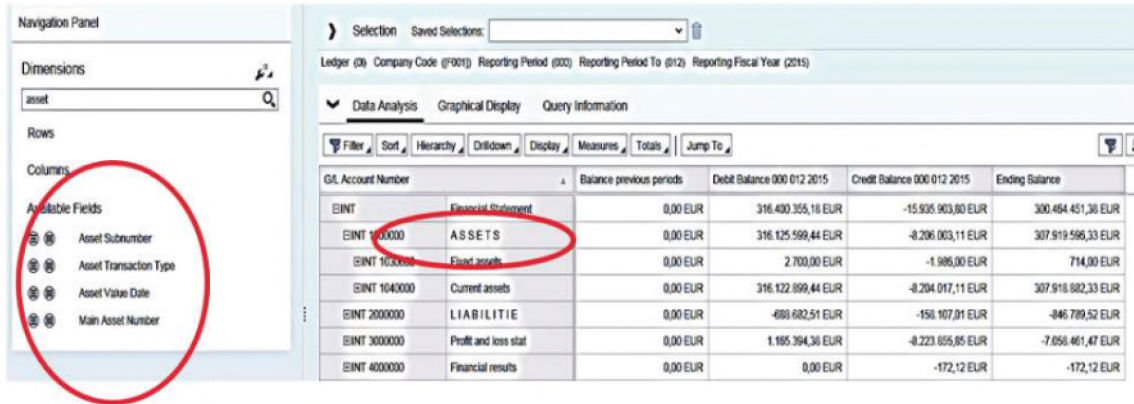 Navigation Panel
Dimensions
asset
Rows
Columns
Available Fields
Asset Subnumber
Asset Transaction Type
Asset Value Date
Main Asset Number
Selection Saved Selections:
Ledger (0l) Company Code ((F001)) Reporting Period (000) Reporting Period To (012) Reporting Fiscal Year (2015)
Data Analysis Graphical Display Query Information
Filter Sort Hierarchy Drilldown Display Measures Totals Jump To
G/L Account Number Balance previous periods Debit Balance 000 012 2015 Credit Balance 000 012 2015 Ending Balance
INT Financial Statement 0,00 EUR 316.400.355,18 EUR -15.935.903,80 EUR 300.464.451,38 EUR
INT 1000000 A S S E T S 0,00 EUR 316.125.599,44 EUR -8.206.003,11 EUR 307.919.596,33 EUR
INT 1030000 Fixed assets 0,00 EUR 2.700,00 EUR -1.986,00 EUR 714,00 EUR
INT 1040000 Current assets 0,00 EUR 316.122.899,44 EUR -8.204.017,11 EUR 307.918.882,33 EUR
INT 2000000 L I A B I L I T I E 0,00 EUR -688.682,51 EUR -158.107,01 EUR -846.789,52 EUR
INT 3000000 Profit and loss stat 0,00 EUR 1.165.394,38 EUR -8.223.855,85 EUR -7.058.461,47 EUR
INT 4000000 Financial results 0,00 EUR 0,00 EUR -172,12 EUR -172,12 EUR